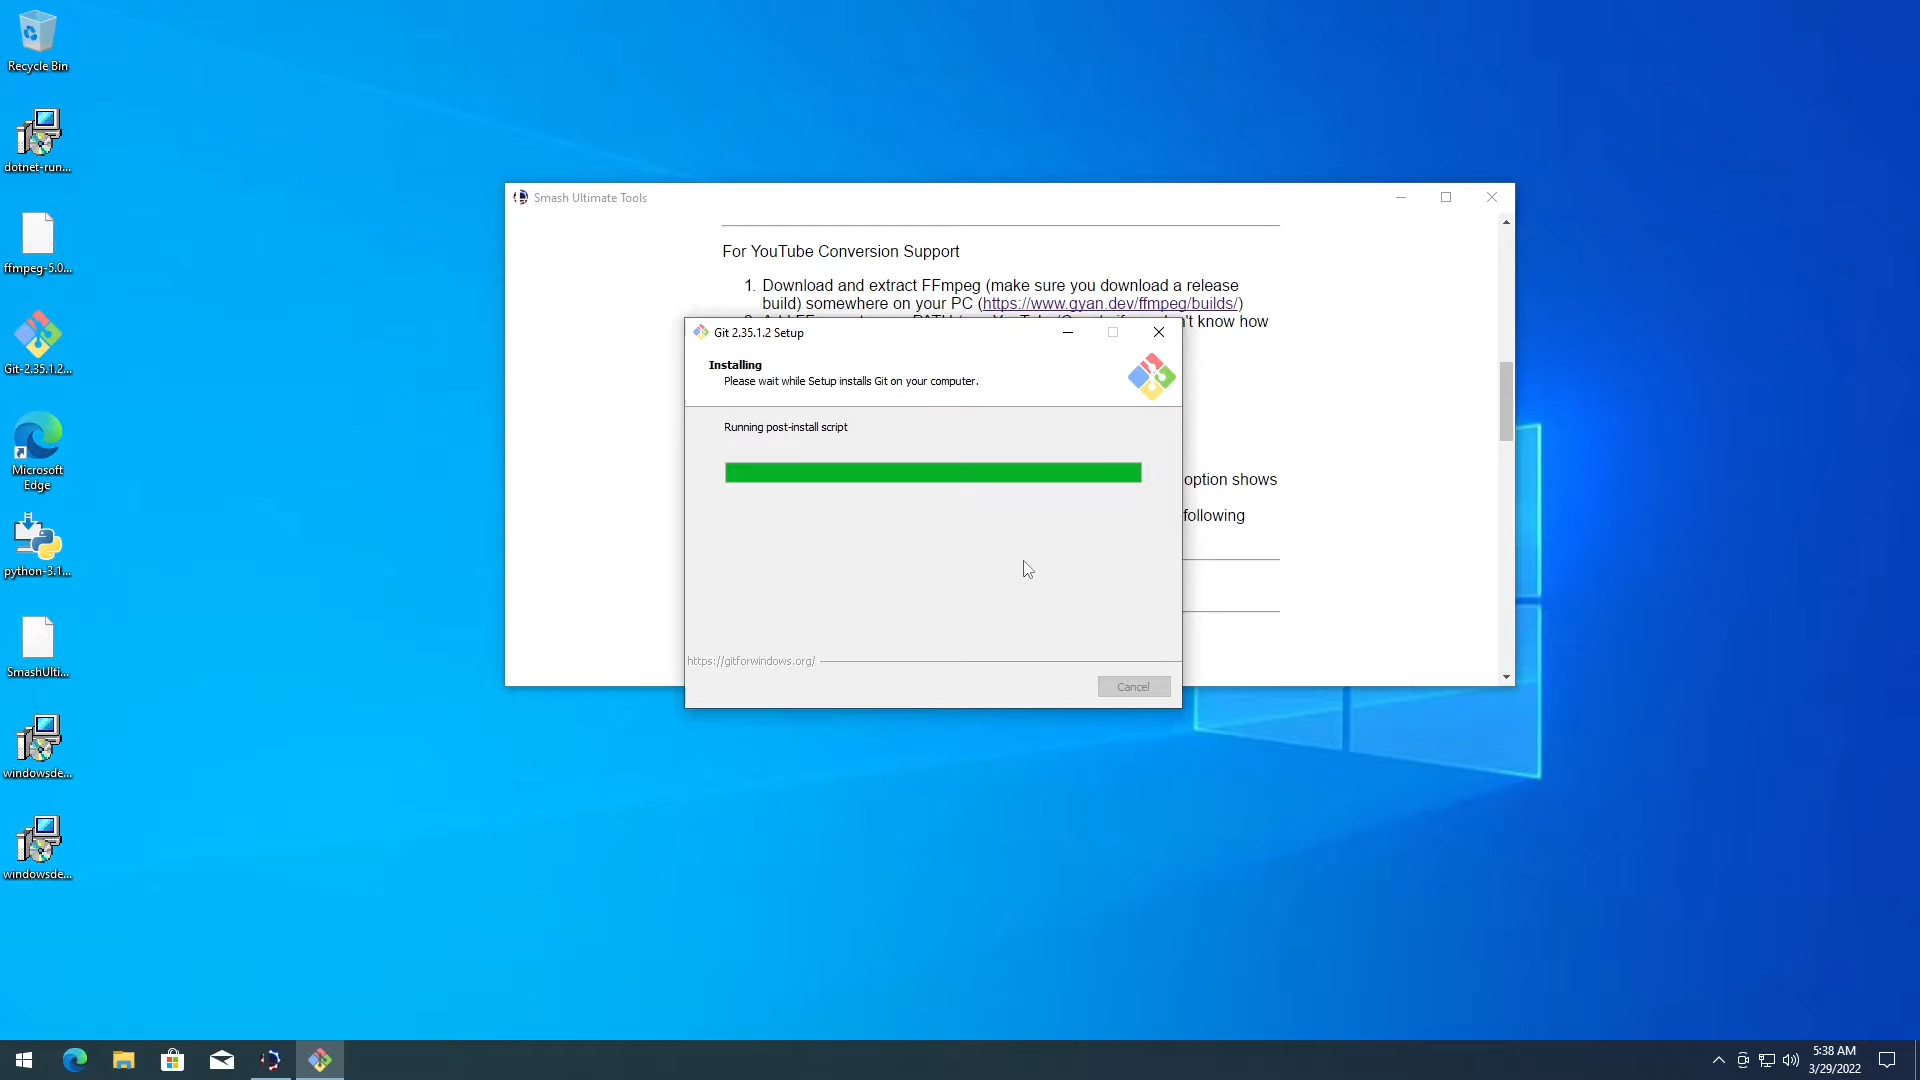 Recycle Bin
dotnet-run...
ffmpeg-5.0...
Git-2.35.1.2...
Microsoft
Edge
python-3.1...
SmashUlti...
windowsde...
windowsde...
Smash Ultimate Tools
For YouTube Conversion Support
1. Download and extract FFmpeg (make sure you download a release
build) somewhere on your PC (https://www.gyan.dev/ffmpeg/builds/)
't know how
option shows
following
Git 2.35.1.2 Setup
Installing
Please wait while Setup installs Git on your computer.
Running post-install script
https://gitforwindows.org/
Cancel
5:38 AM
3/29/2022